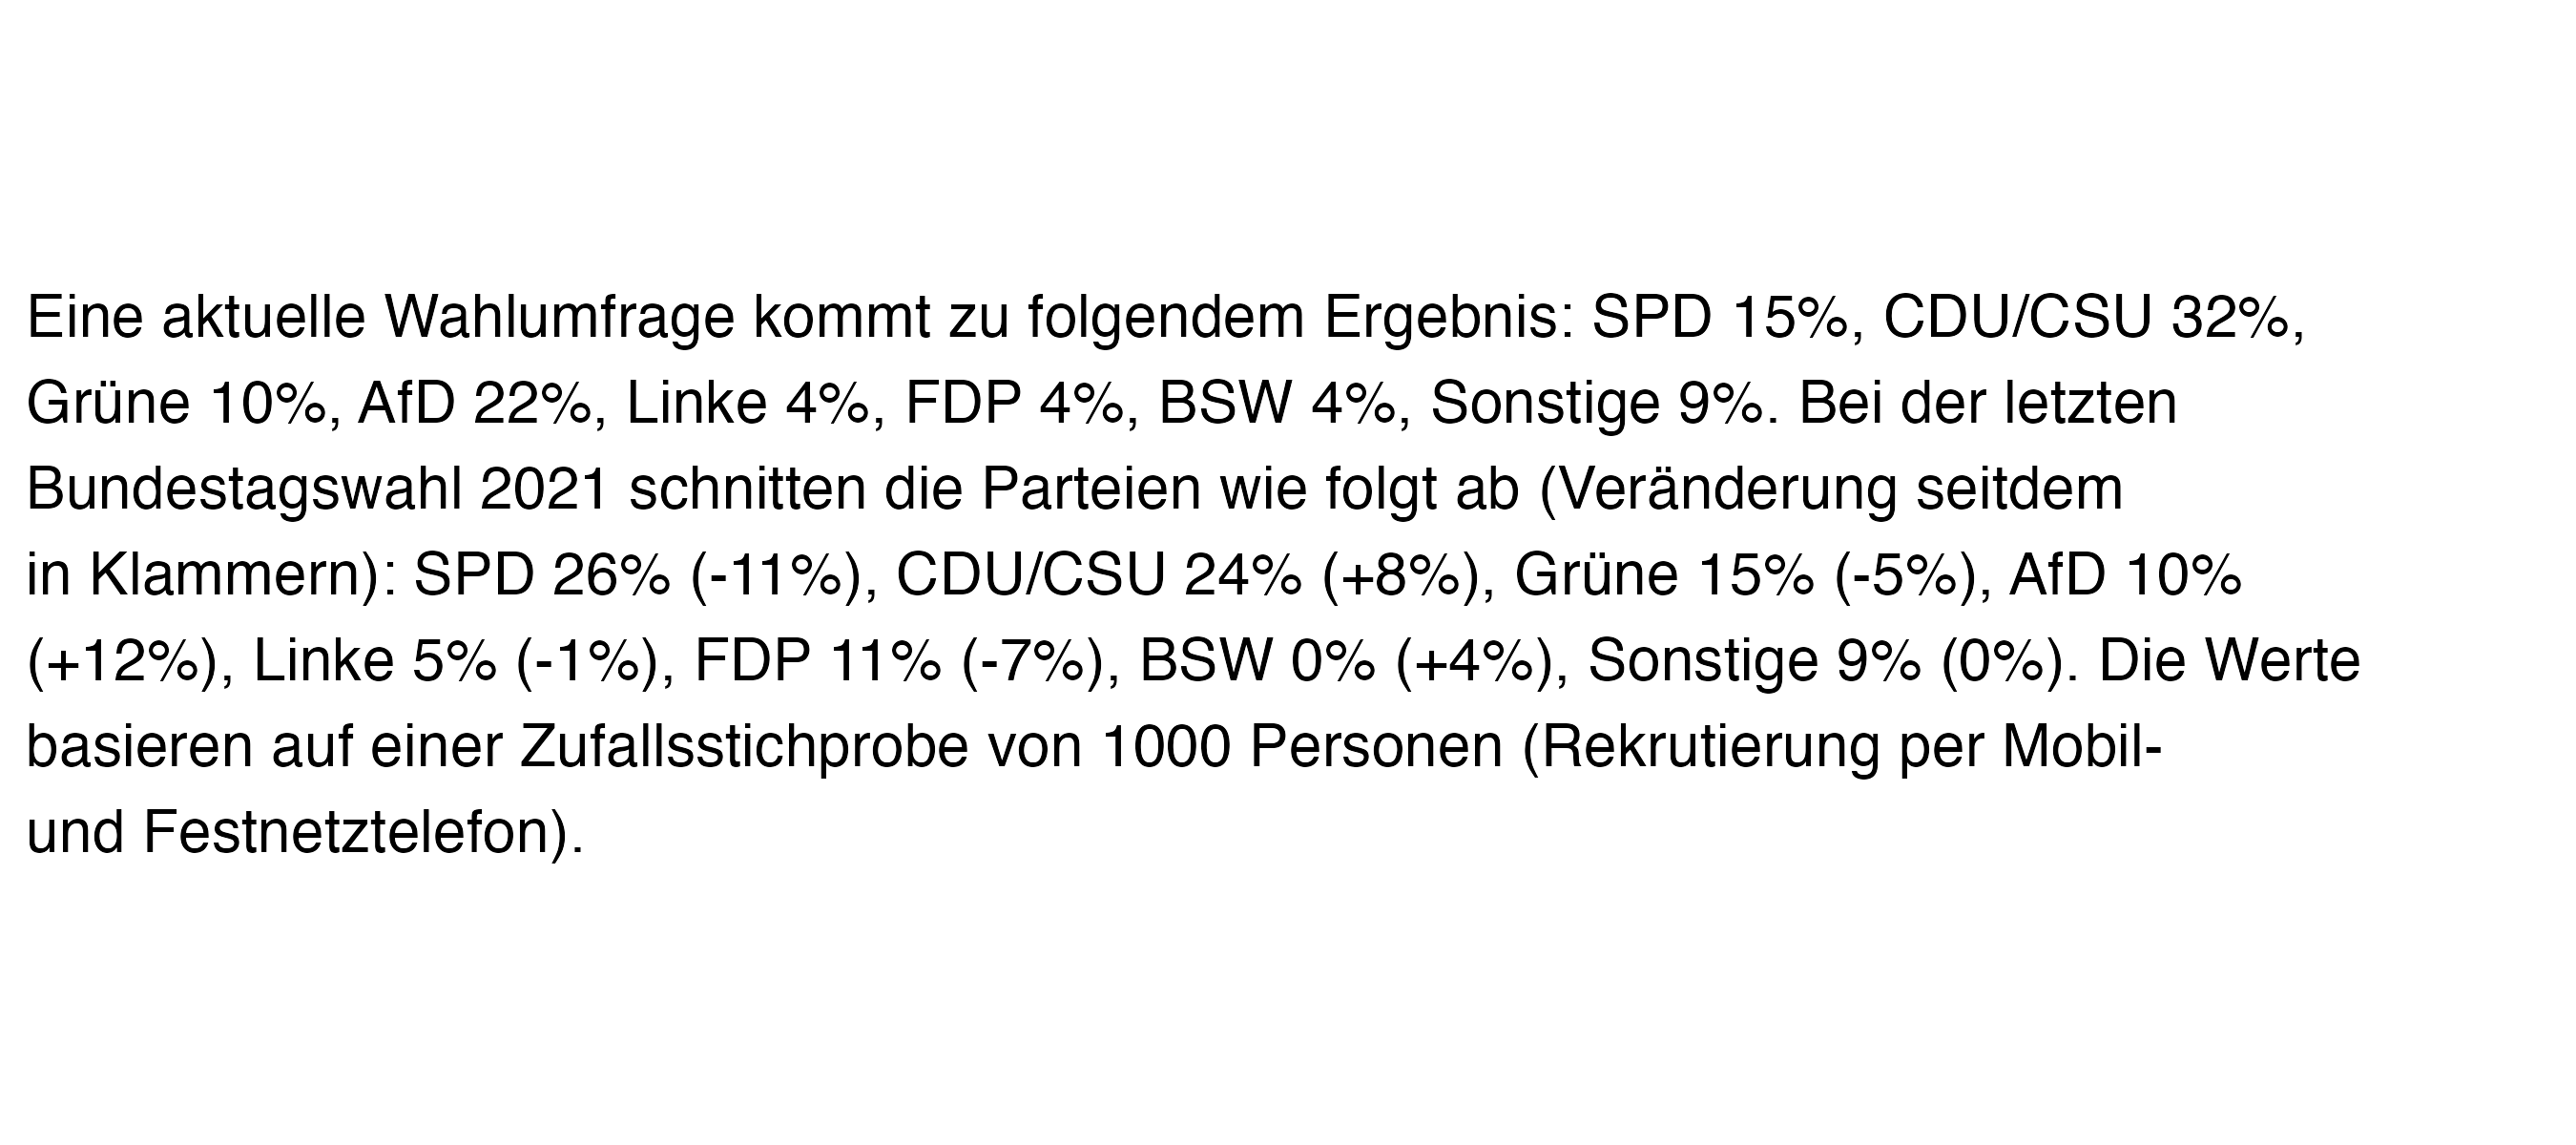 Eine aktuelle Wahlumfrage kommt zu folgendem Ergebnis: SPD 15%, CDU/CSU 32%,
Grüne 10%, AfD 22%, Linke 4%, FDP 4%, BSW 4%, Sonstige 9%. Bei der letzten
Bundestagswahl 2021 schnitten die Parteien wie folgt ab (Veränderung seitdem
in Klammern): SPD 26% (-11%), CDU/CSU 24% (+8%), Grüne 15% (-5%), AfD 10%
(+12%), Linke 5% (-1%), FDP 11% (-7%), BSW 0% (+4%), Sonstige 9% (0%). Die Werte
basieren auf einer Zufallsstichprobe von 1000 Personen (Rekrutierung per Mobil-
und Festnetztelefon).